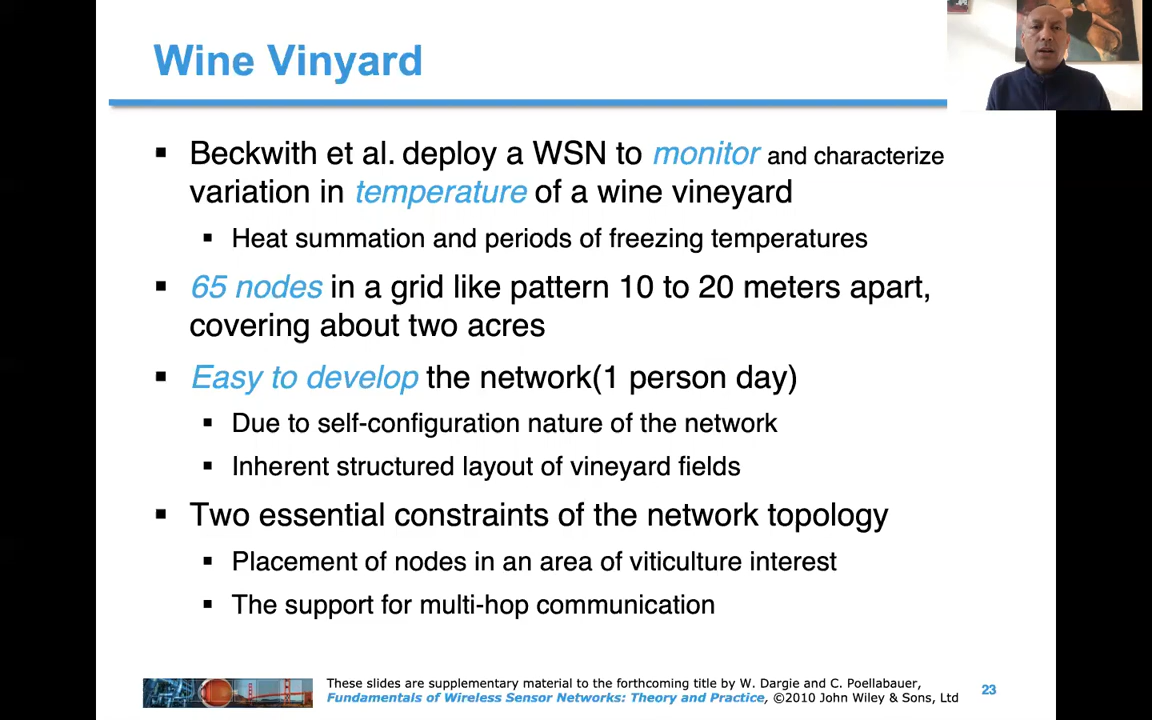 Wine Vinyard
▪ Beckwith et al. deploy a WSN to monitor and characterize
variation in temperature of a wine vineyard
▪ Heat summation and periods of freezing temperatures
▪ 65 nodes in a grid like pattern 10 to 20 meters apart,
covering about two acres
▪ Easy to develop the network(1 person day)
▪ Due to self-configuration nature of the network
▪ Inherent structured layout of vineyard fields
▪ Two essential constraints of the network topology
▪ Placement of nodes in an area of viticulture interest
▪ The support for multi-hop communication
These slides are supplementary material to the forthcoming title by W. Dargie and C. Poellabauer,
Fundamentals of Wireless Sensor Networks: Theory and Practice, ©2010 John Wiley & Sons, Ltd
23